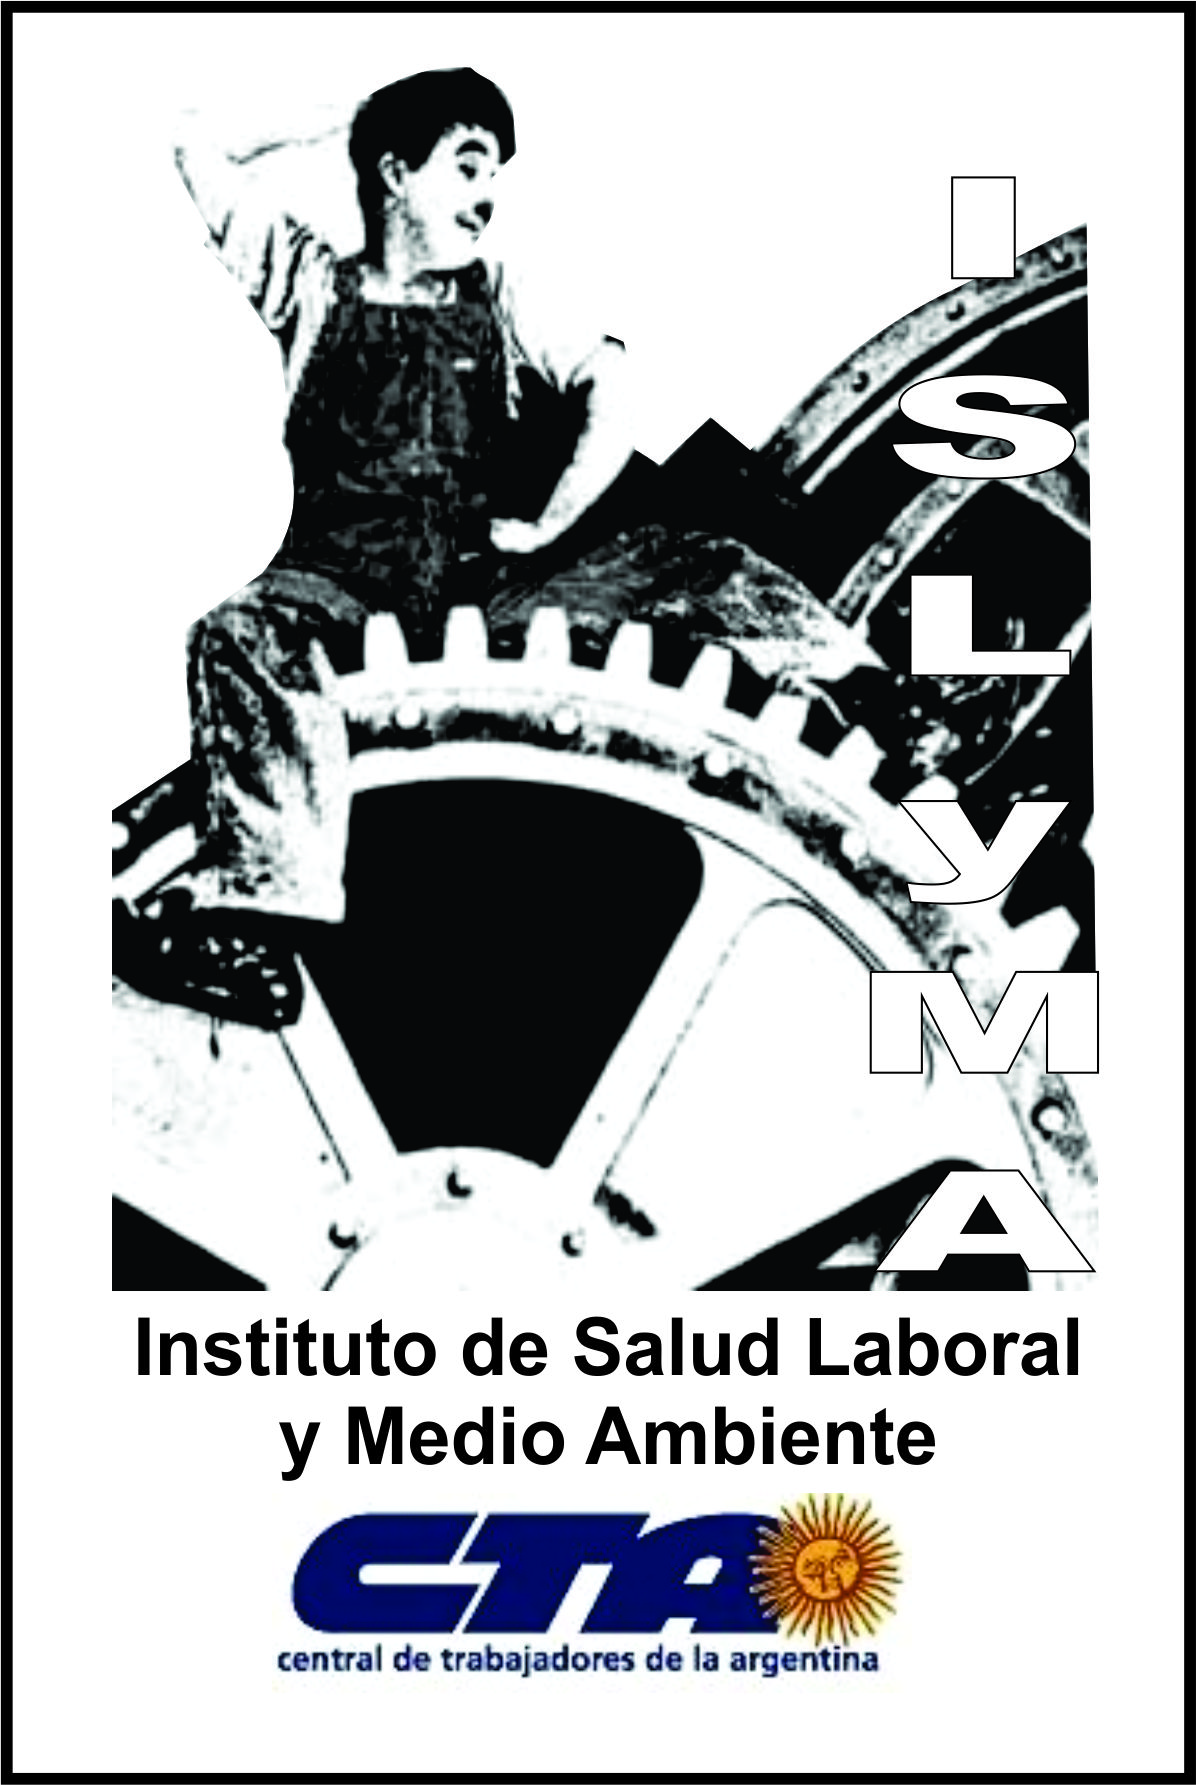 ISLyMA
Instituto de Salud Laboral
y Medio Ambiente
CTA
central de trabajadores de la argentina